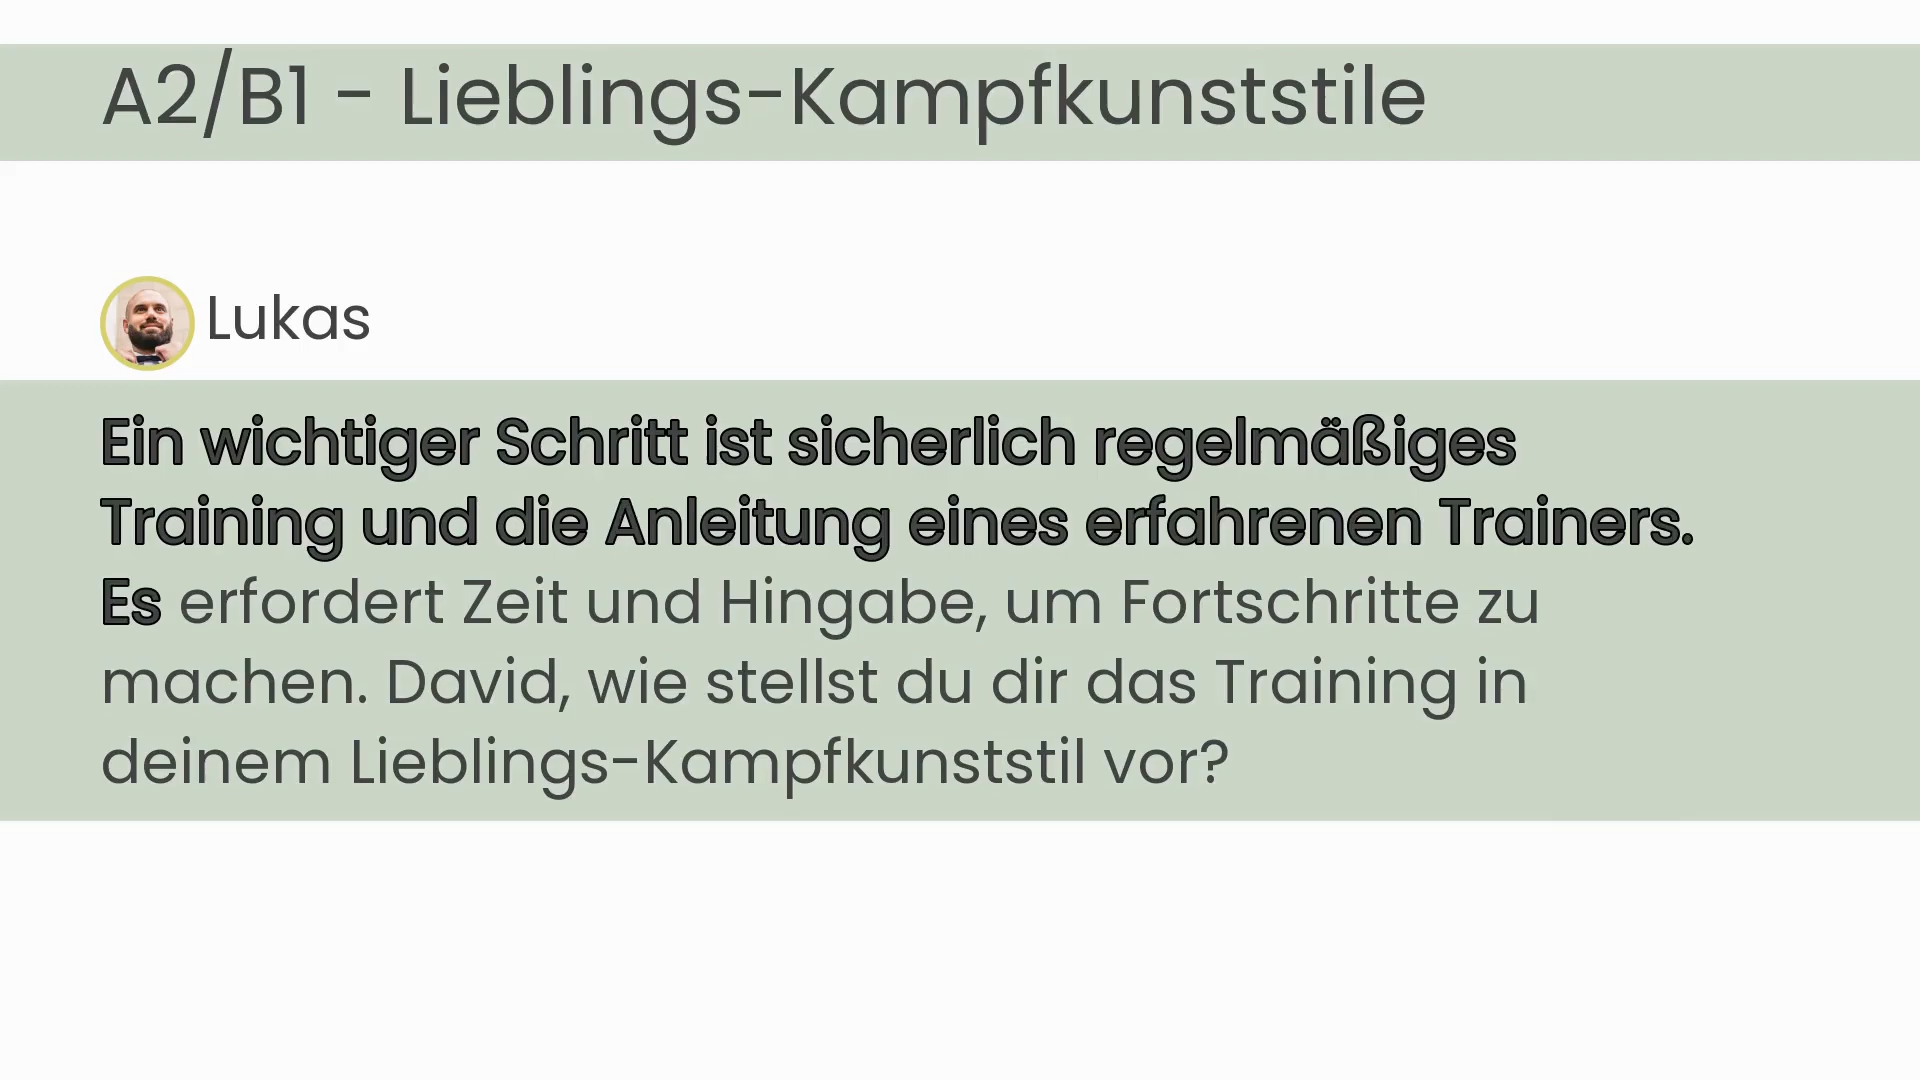 A2/B1 - Lieblings-Kampfkunststile
Lukas
Ein wichtiger Schritt ist sicherlich regelmäßiges
Training und die Anleitung eines erfahrenen Trainers.
Es erfordert Zeit und Hingabe, um Fortschritte zu
machen. David, wie stellst du dir das Training in
deinem Lieblings-Kampfkunststil vor?